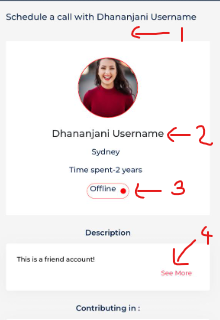 Schedule a call with Dhananjani Username
1
Dhananjani Username
2
Sydney
Time spent-2 years
Offline
3
Description
4
This is a friend account!
See More
Contributing in :